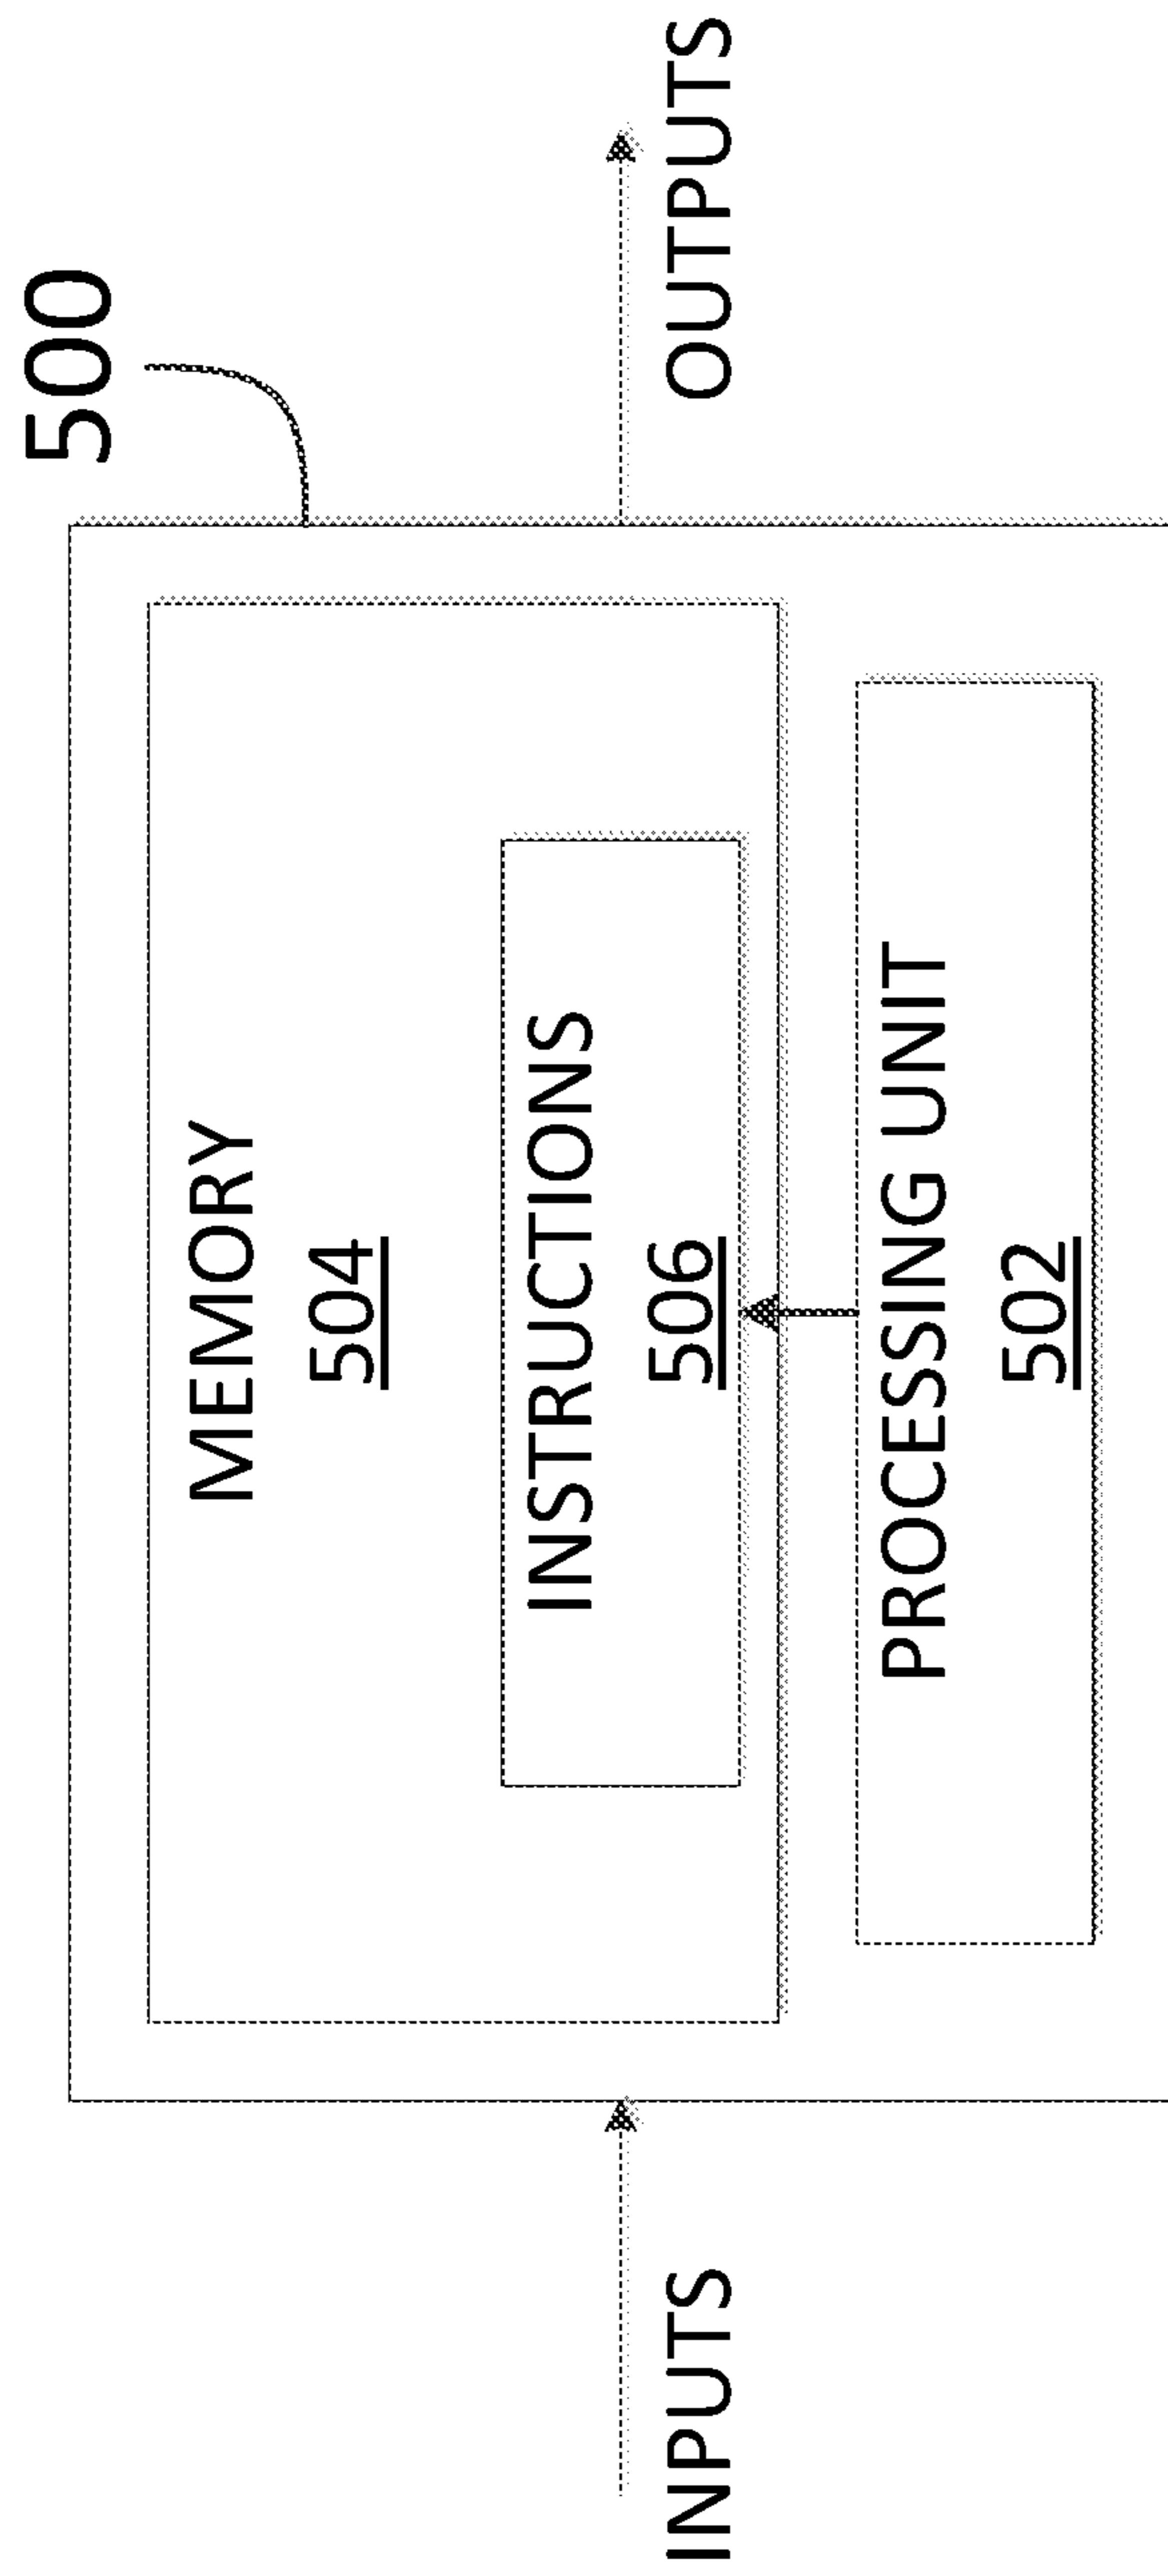 500
MEMORY
504
INSTRUCTIONS
506
INPUTS
OUTPUTS
PROCESSING UNIT
502